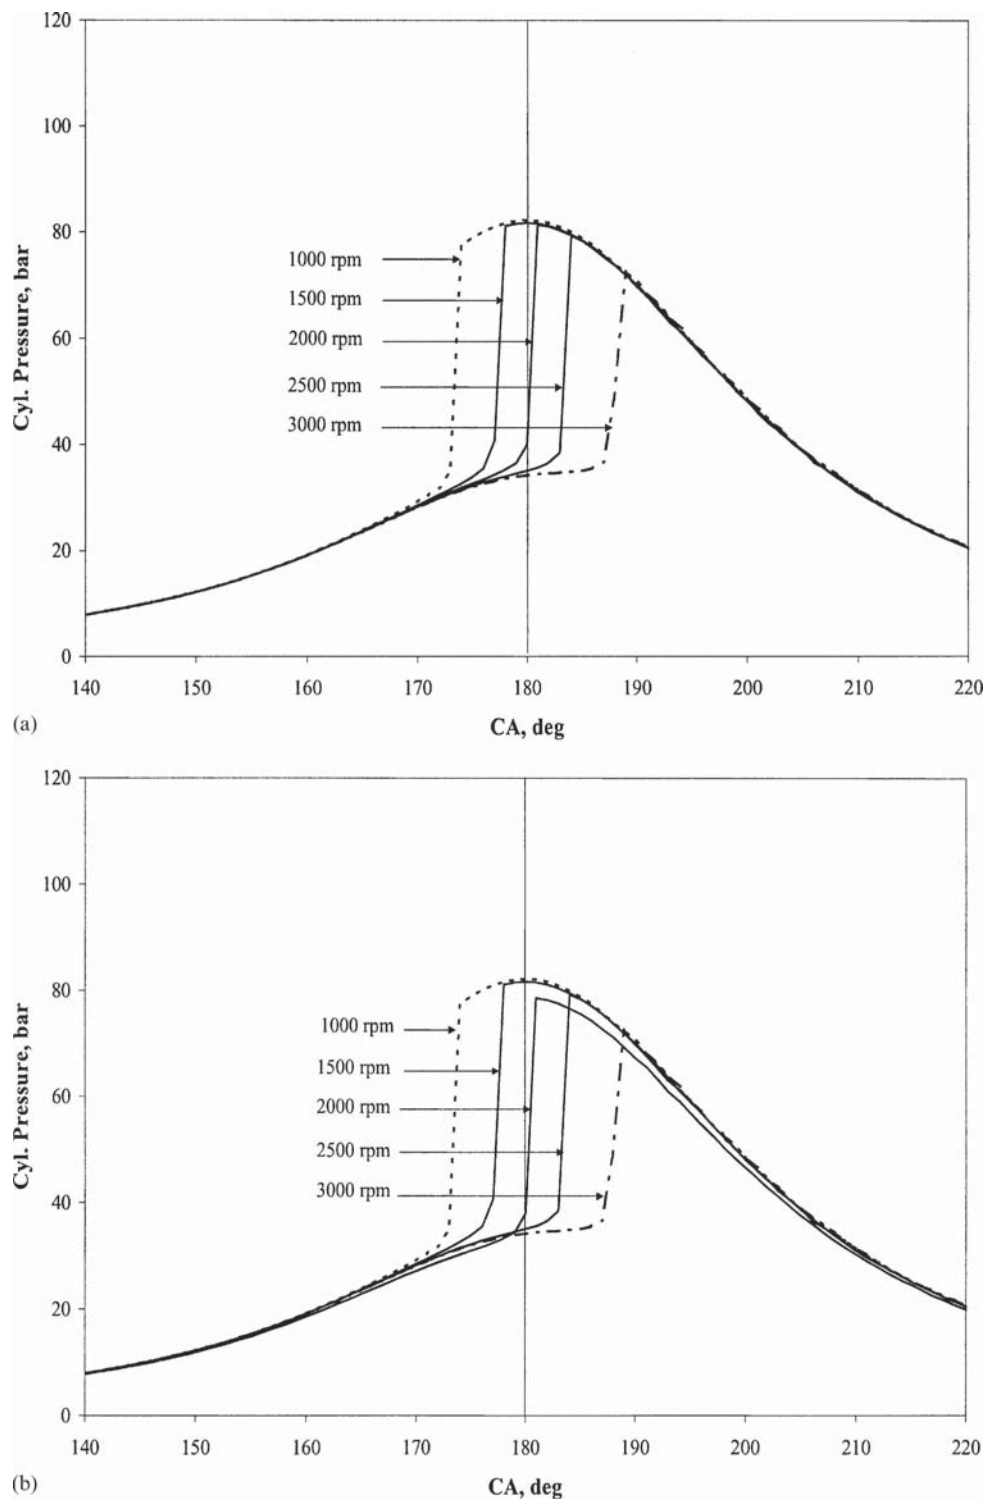 120
100
80
60
40
20
0
Cyl. Pressure, bar
1000 rpm
1500 rpm
2000 rpm
2500 rpm
3000 rpm
140 150 160 170 180 190 200 210 220
(a)
CA, deg
120
100
80
60
40
20
0
Cyl. Pressure, bar
1000 rpm
1500 rpm
2000 rpm
2500 rpm
3000 rpm
140 150 160 170 180 190 200 210 220
(b)
CA, deg